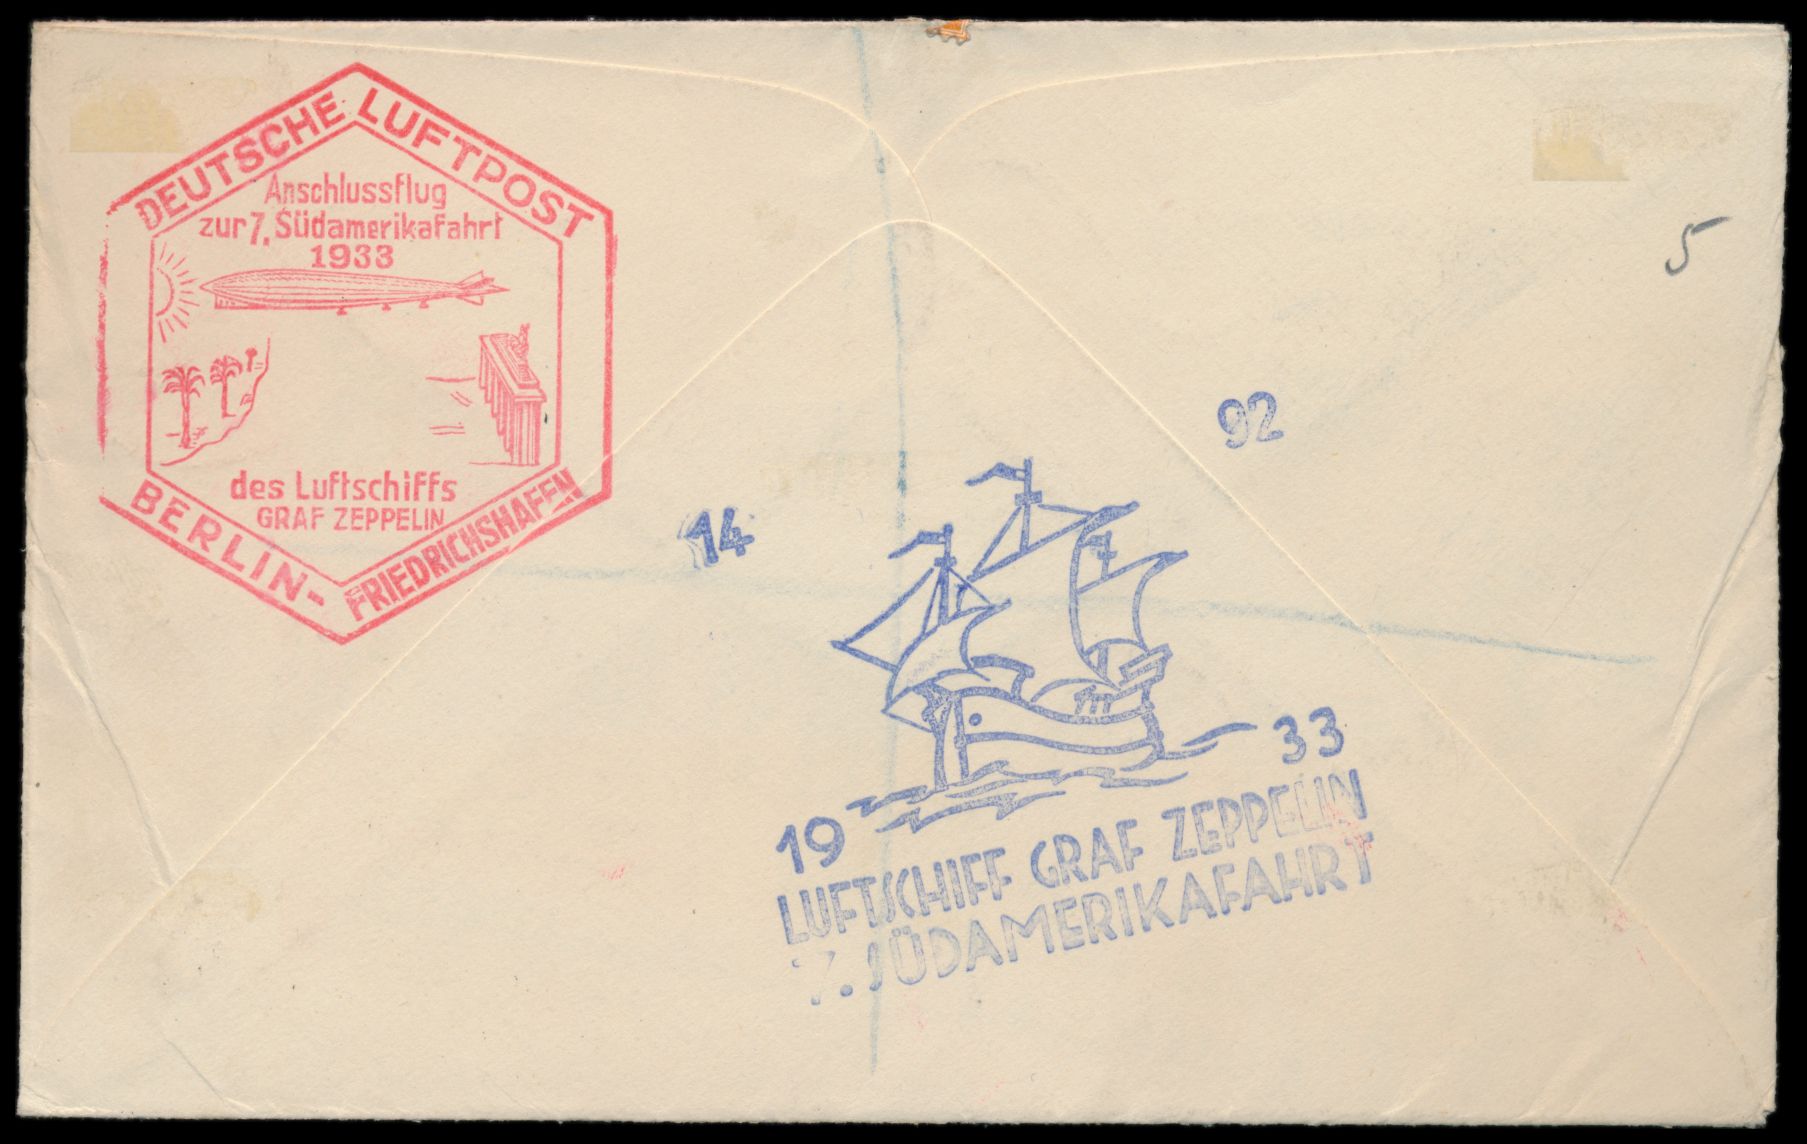 DEUTSCHE LUFTPOST
Anschlussflug
zur 7. Südamerikafahrt
1933
des Luftschiffs
GRAF ZEPPELIN
BERLIN-
FRIEDRICHSHAFEN
5
14 92
19 33
LUFTSCHIFF GRAF ZEPPELIN
7. SÜDAMERIKAFAHRT